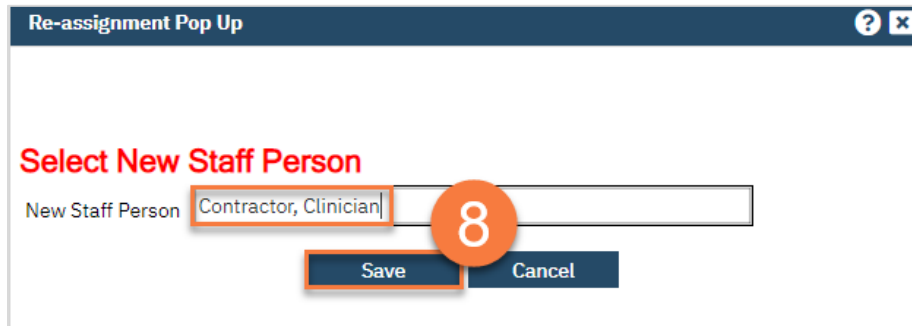 Re-assignment Pop Up ?
Select New Staff Person
New Staff Person Contractor, Clinician
8
Save Cancel